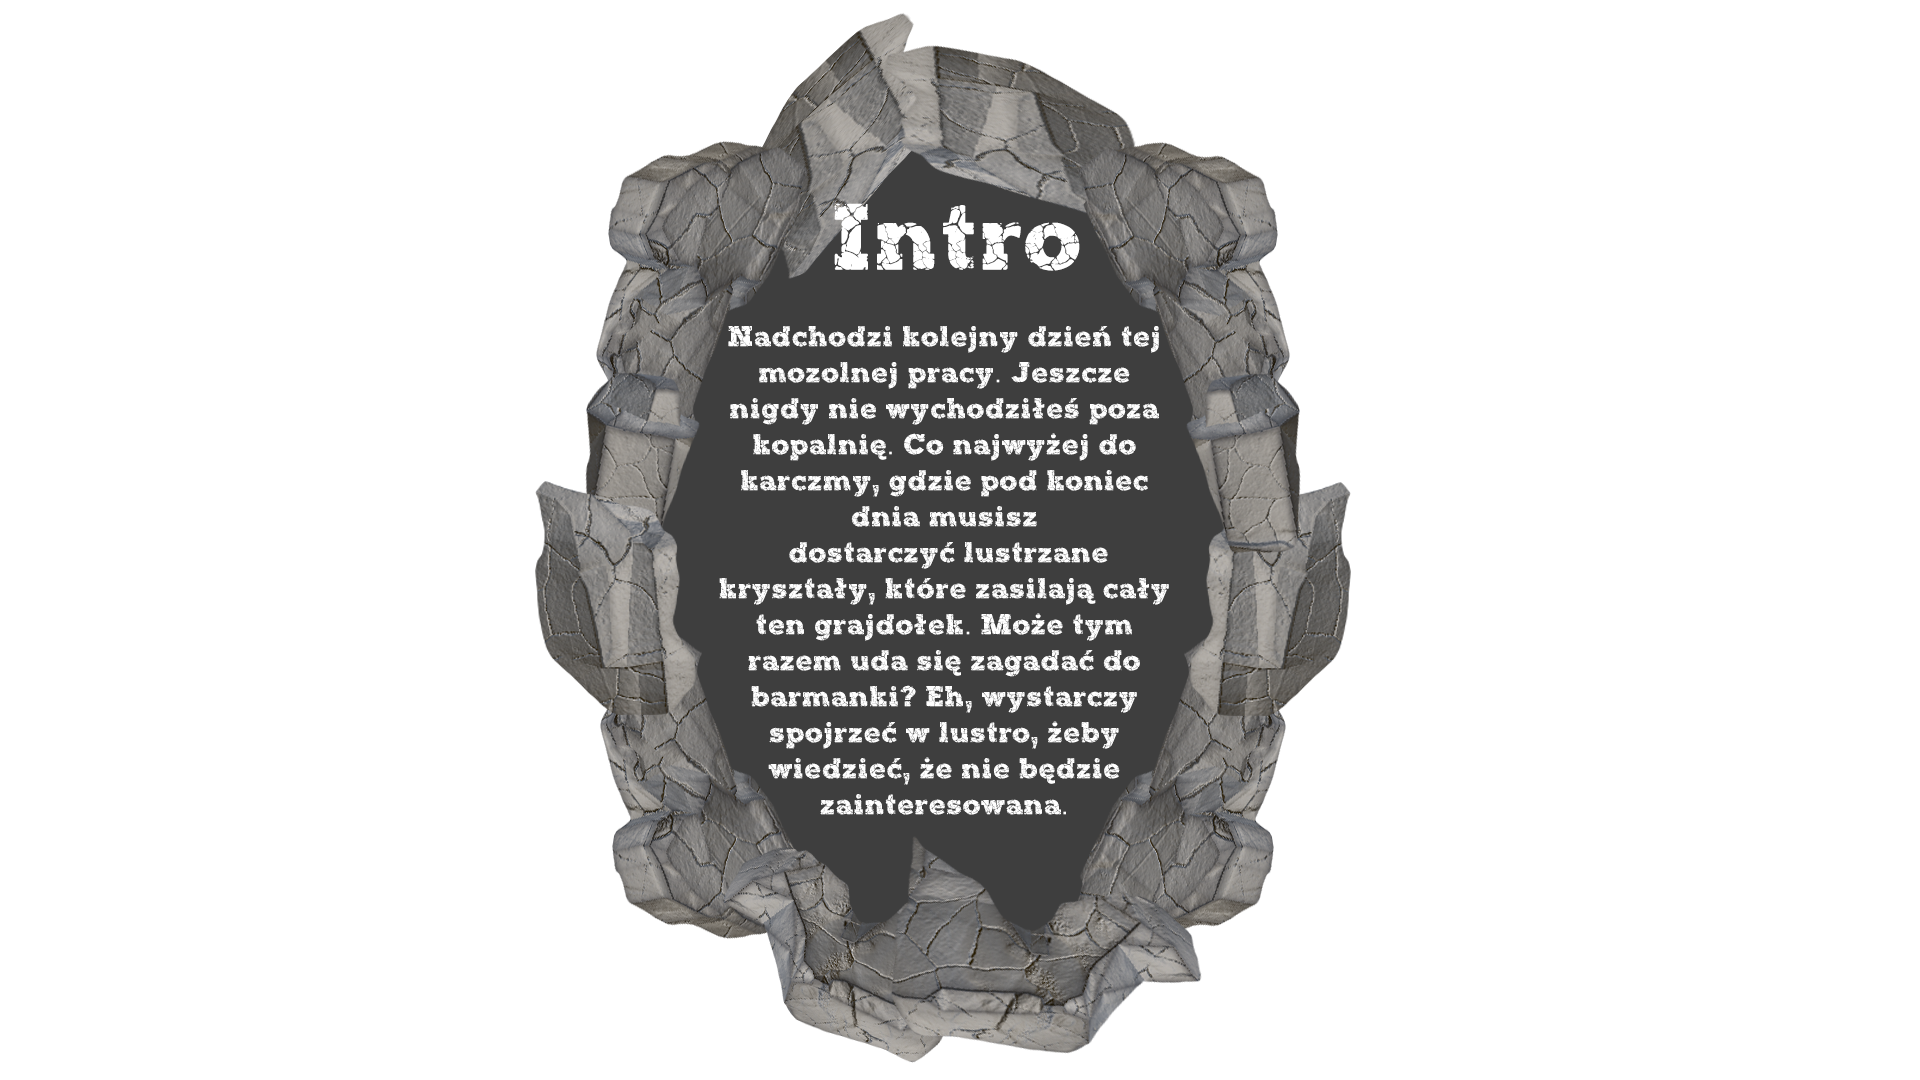 Intro
Nadchodzi kolejny dzień tej
mozolnej pracy. Jeszcze
nigdy nie wychodziłeś poza
kopalnię. Co najwyżej do
karczmy, gdzie pod koniec
dnia musisz
dostarczyć lustrzane
kryształy, które zasilają cały
ten grajdołek. Może tym
razem uda się zagadać do
barmanki? Eh, wystarczy
spojrzeć w lustro, żeby
wiedzieć, że nie będzie
zainteresowana.